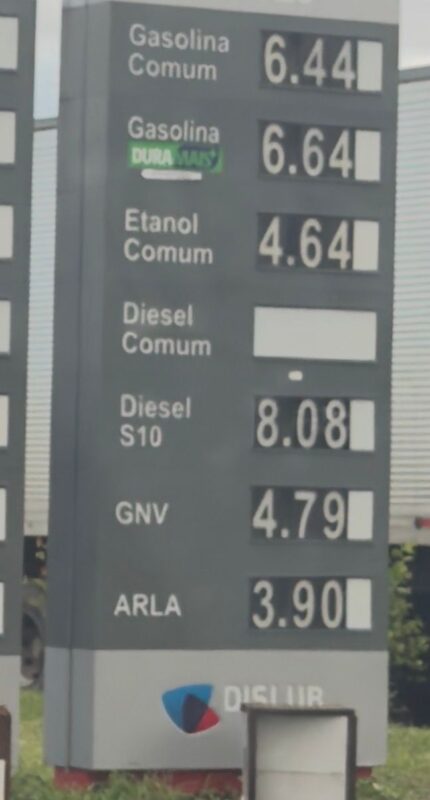 Gasolina
Comum
6.44
Gasolina
DURAMAIS
6.64
Etanol
Comum
4.64
Diesel
Comum
Diesel
S10
8.08
GNV
4.79
ARLA
3.90
DISLUB